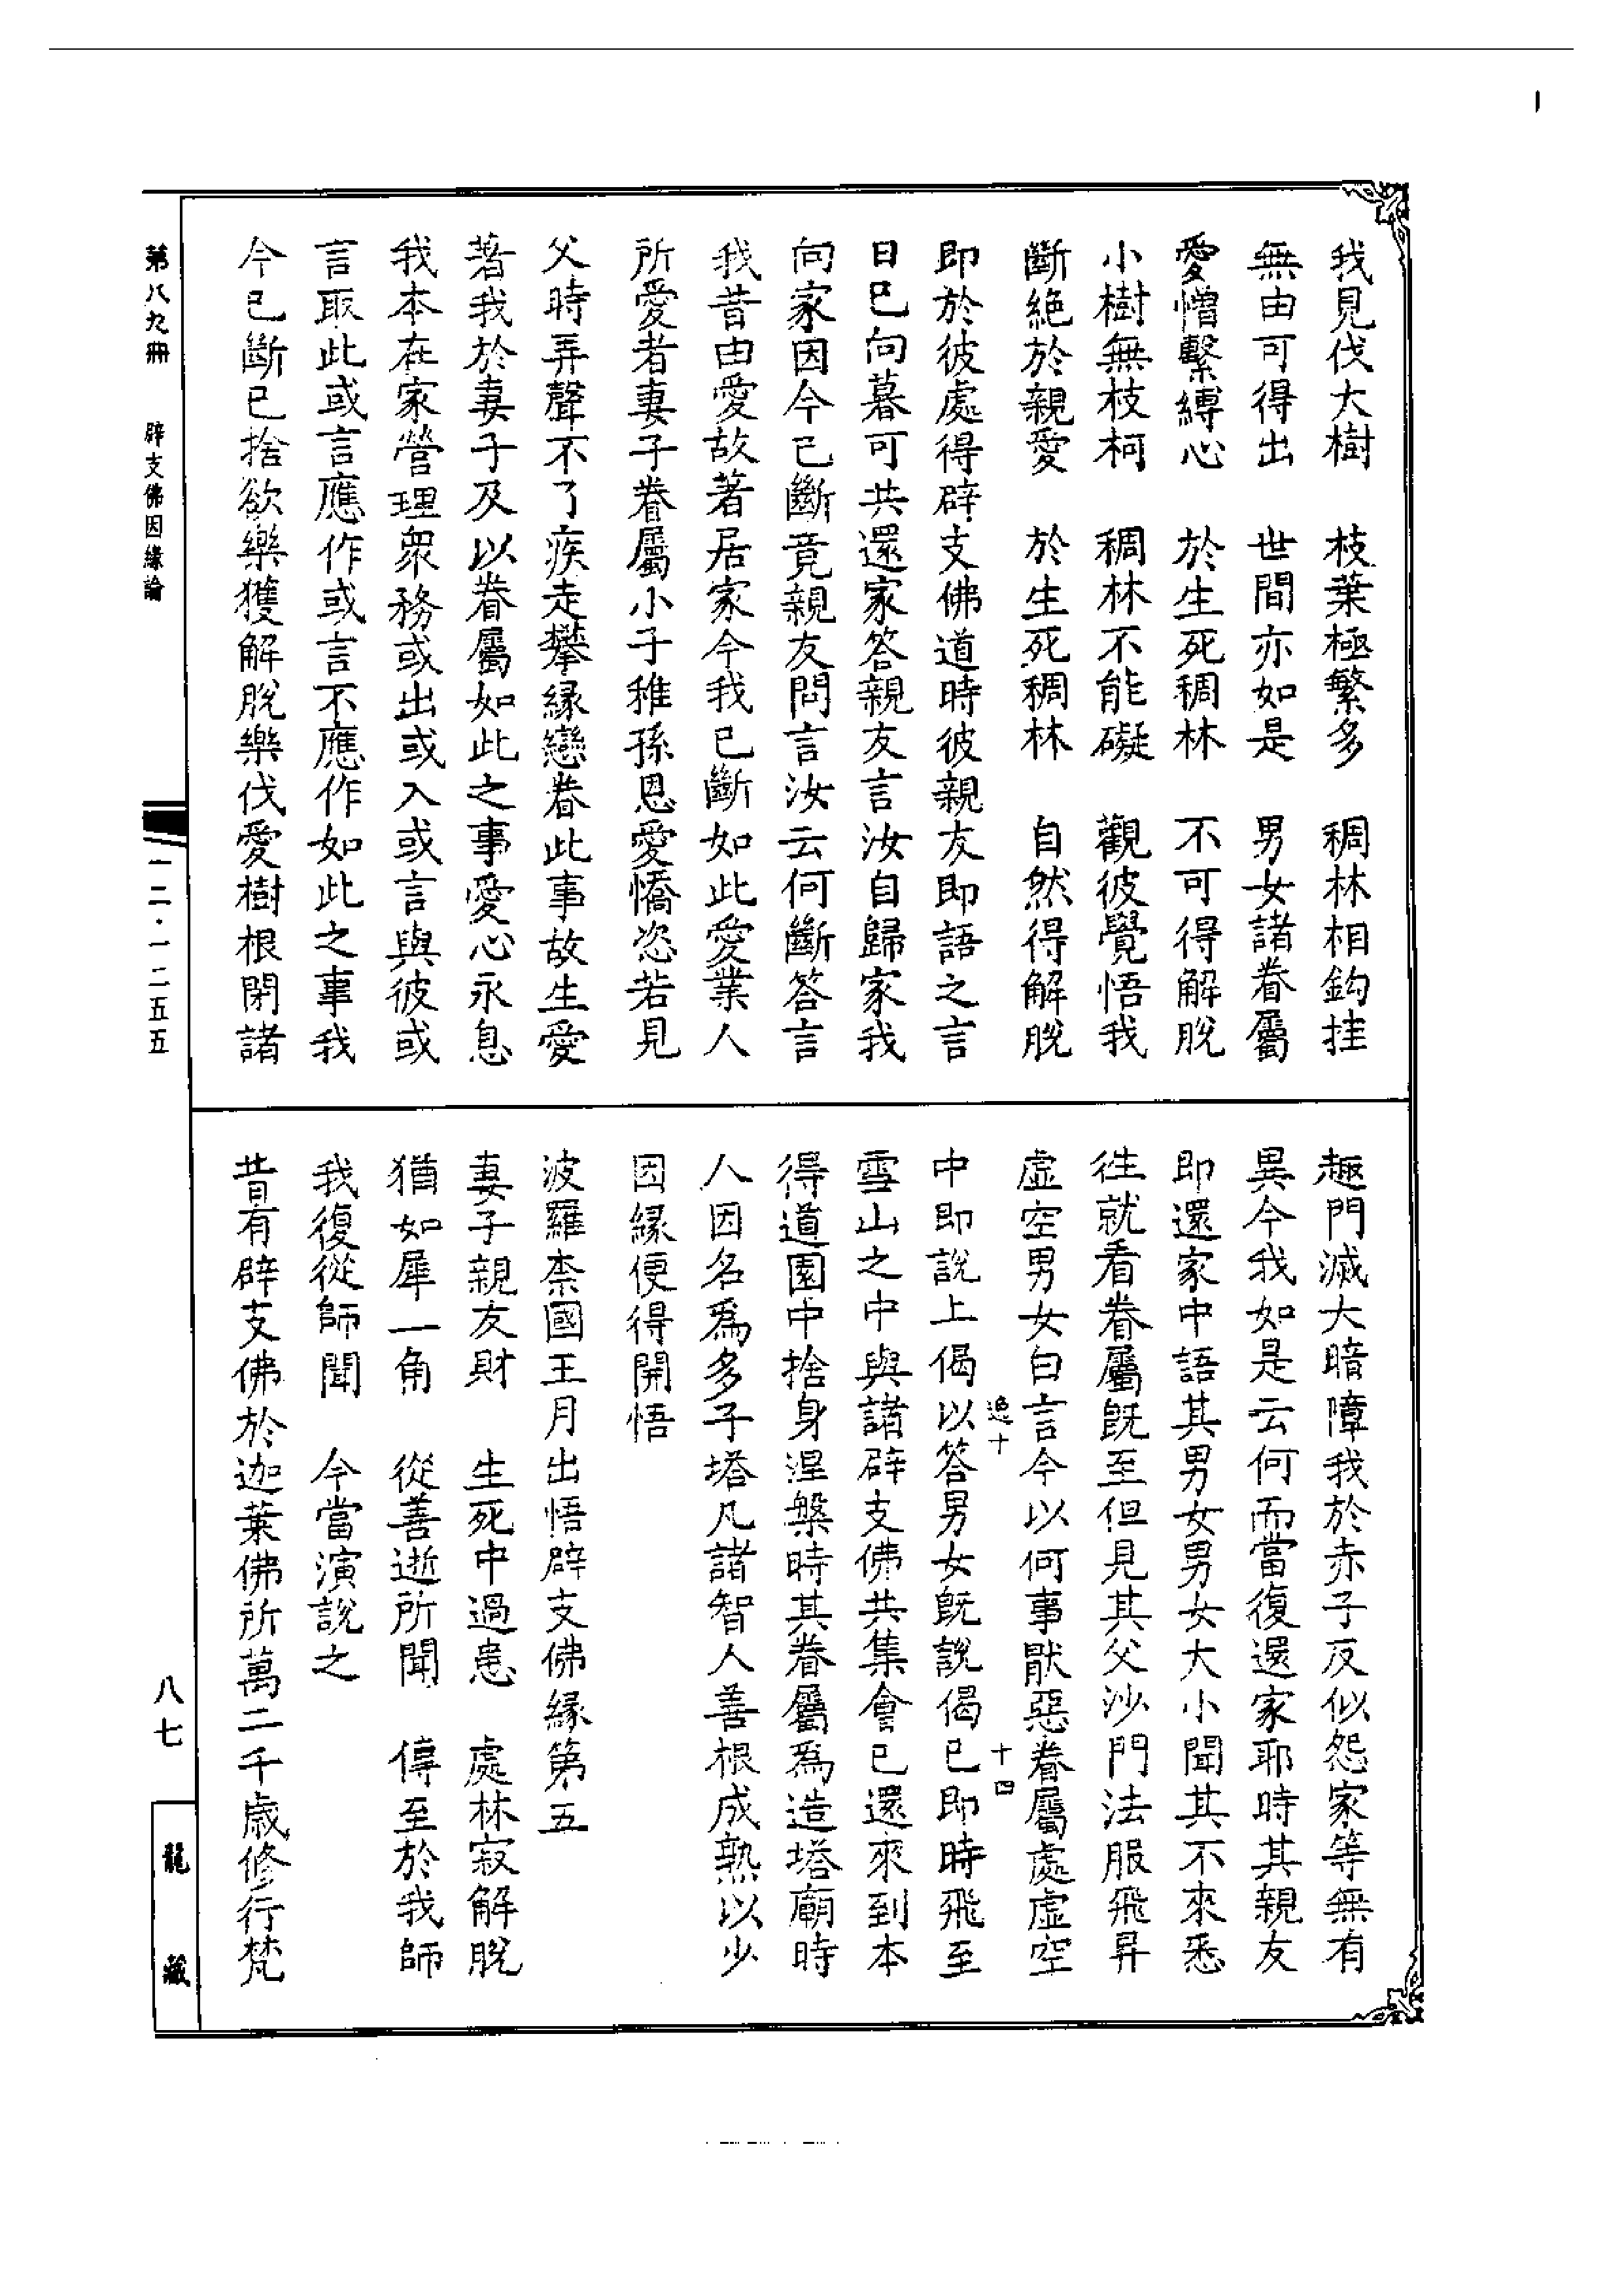 我見伐大樹　枝葉極繁多　稠林相鈎挂
無由可得出　世間亦如是　男女諸眷屬
愛憎繫縛心　於生死稠林　不可得解脫
小樹無枝柯　稠林不能礙　觀彼覺悟我
斷絶於親愛　於生死稠林　自然得解脫
即於彼處得辟支佛道時彼親友即語之言
日已向暮可共還家答親友言汝自歸家我
向家因今已斷竟親友問言汝云何斷答言
我昔由愛故著居家今我已斷如此愛業人
所愛者妻子眷屬小子稚孫恩愛憍恣若見
父時弄聲不了疾走攀緣戀着此事故生愛
著我於妻子及以眷屬如此之事愛心永息
我本在家營理衆務或出或入或言與彼或
言取此或言應作或言不應作如此之事我
今已斷已捨欲樂獲解脫樂伐愛樹根閉諸
趣門滅大暗障我於赤子反似怨家等無有
異今我如是云何而當復還家耶時其親友
即還家中語其男女男女大小聞其不來悉
往就看眷屬旣至但見其父沙門法服飛昇
虛空男女白言今以何事猒惡眷屬處虛空
中即說上偈以答男女旣說偈已即時飛至
雪山之中與諸辟支佛共集會已還來到本
得道園中捨身涅槃時其眷屬爲造塔廟時
人因名爲多子塔凡諸智人善根成熟以少
因緣便得開悟
波羅柰國王月出悟辟支佛緣第五
妻子親友財　生死中過患　處林寂解脫
猶如犀一角　從善逝所聞　傳至於我師
我復從師聞　今當演說之
昔有辟支佛於迦葉佛所萬二千歲修行梵
十四
第八九冊　辟支佛因緣論
一二·一二五五
八七
龍藏